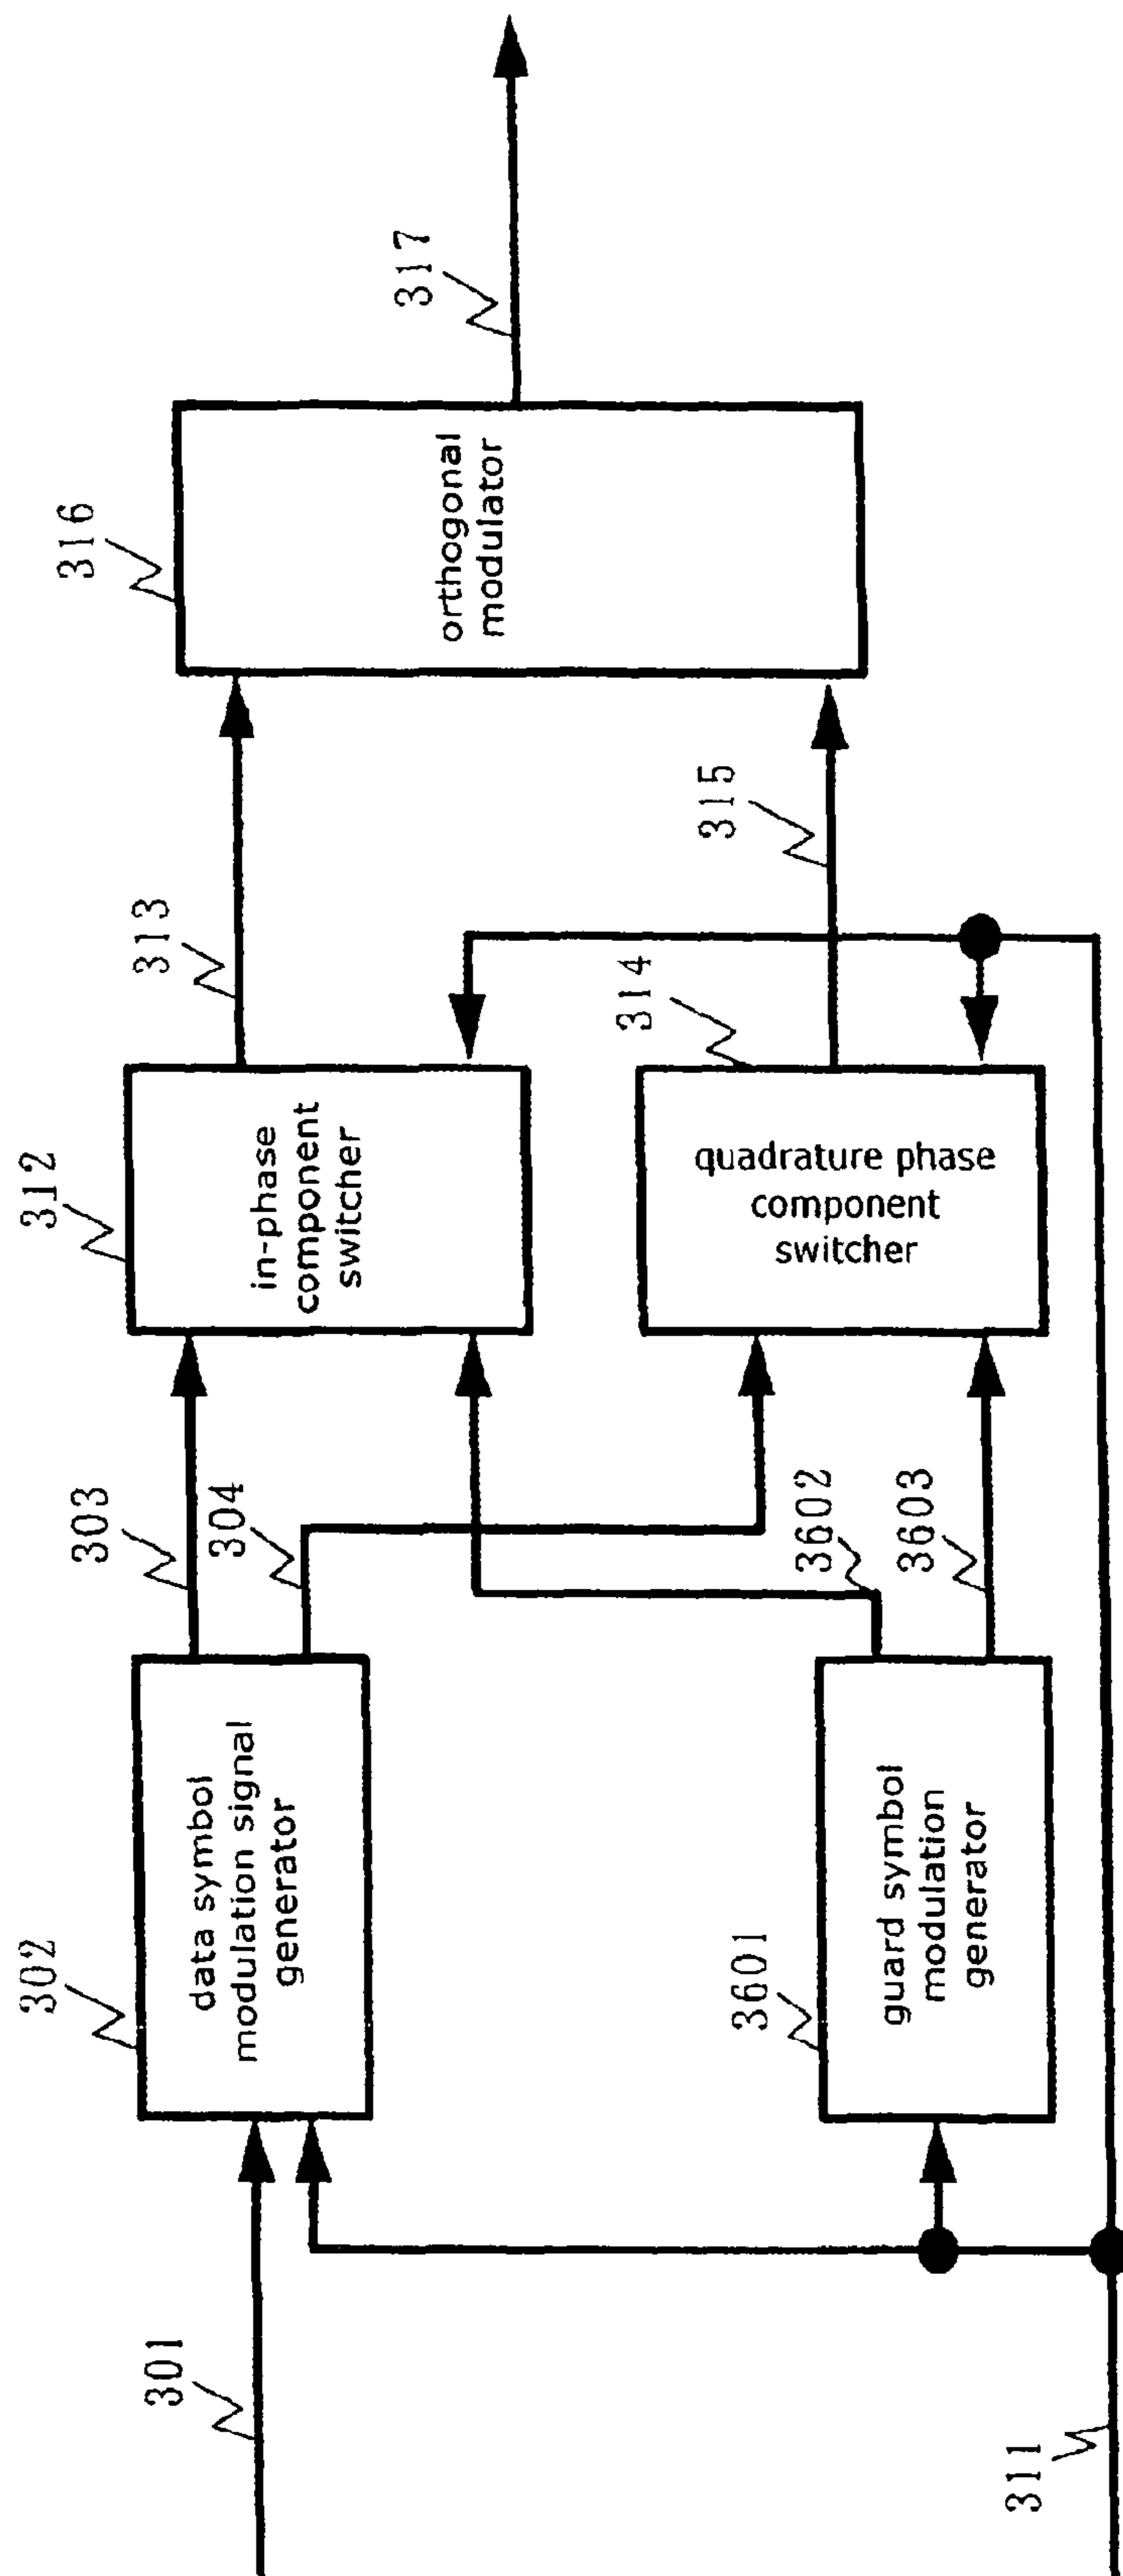 301
302
data symbol
modulation signal
generator
303
304
312
in-phase
component
switcher
313
316
orthogonal
modulator
317
311
3601
guard symbol
modulation
generator
3602
3603
314
quadrature phase
component
switcher
315